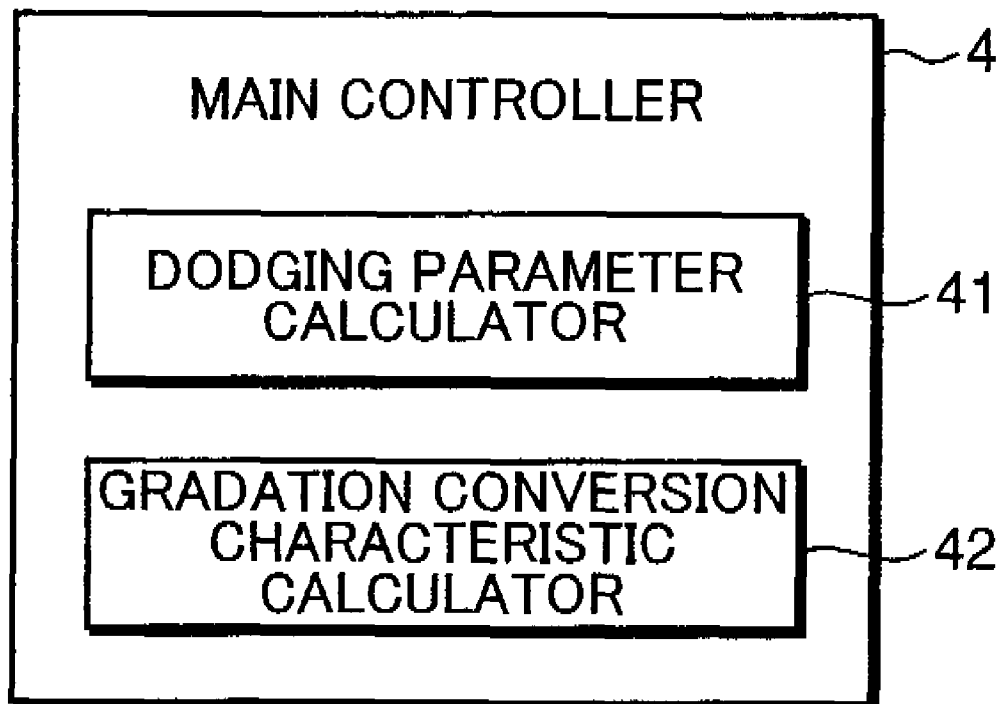 4
MAIN CONTROLLER
DODGING PARAMETER
CALCULATOR
41
GRADATION CONVERSION
CHARACTERISTIC
CALCULATOR
42